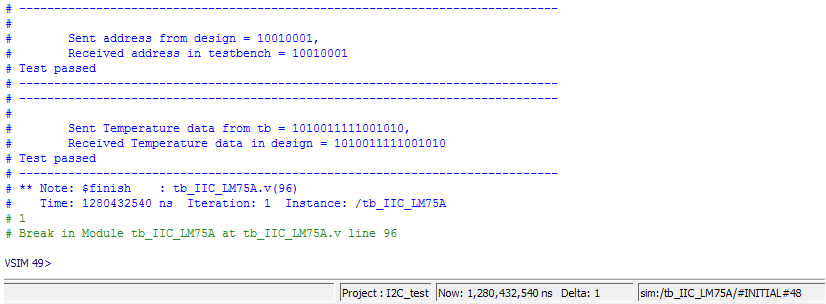 # ---------------------------------------------------------------------------
#
#        Sent address from design = 10010001,
#        Received address in testbench = 10010001
# Test passed
# ---------------------------------------------------------------------------
# ---------------------------------------------------------------------------
#
#        Sent Temperature data from tb = 1010011111001010,
#        Received Temperature data in design = 1010011111001010
# Test passed
# ---------------------------------------------------------------------------
# ** Note: $finish    : tb_IIC_LM75A.v(96)
#    Time: 1280432540 ns  Iteration: 1  Instance: /tb_IIC_LM75A
# 1
# Break in Module tb_IIC_LM75A at tb_IIC_LM75A.v line 96
VSIM 49>
Project : I2C_test
Now: 1,280,432,540 ns  Delta: 1
sim:/tb_IIC_LM75A/#INITIAL#48